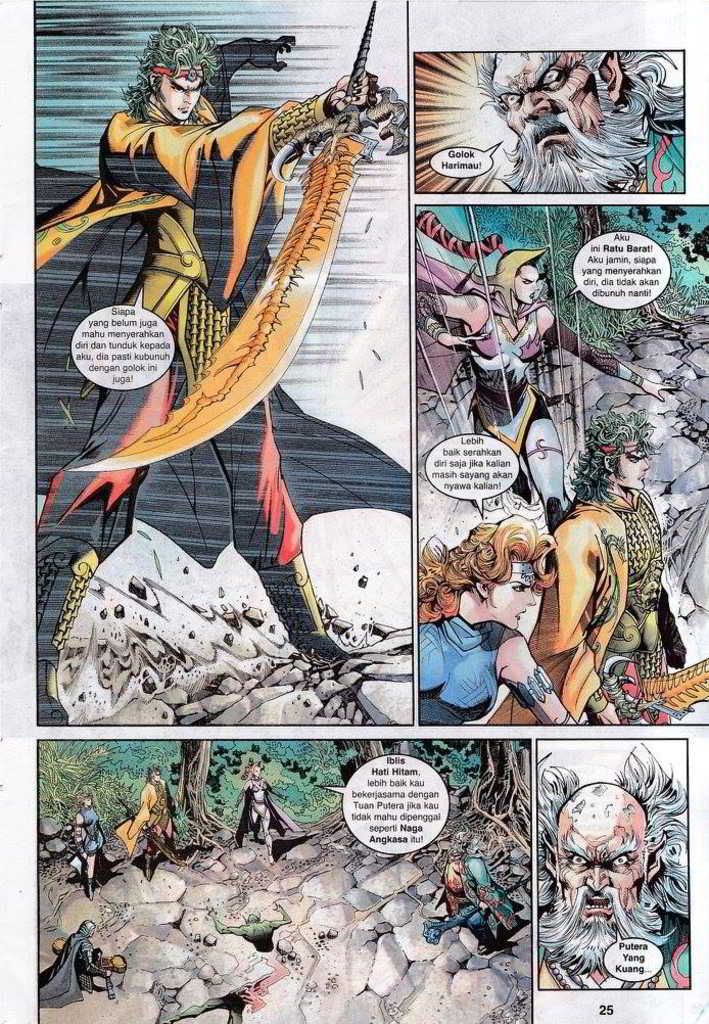 Siapa
yang belum juga
menyerahkan
diri dan tunduk kepada
aku, dia pasti kubunuh
dengan golok ini
juga!
Golok
Harimau!
Aku
ini Ratu Barat!
Aku jamin, siapa
yang menyerahkan
diri, dia tidak akan
dibunuh nanti!
Lebih
baik serahkan
diri saja jika kalian
masih sayang akan
nyawa kalian!
Iblis
Hati Hitam,
lebih baik kau
bekerjasama dengan
Tuan Putera jika kau
tidak mahu dipenggal
seperti Naga
Angkasa itu!
Putera
Yang
Kuang...
25